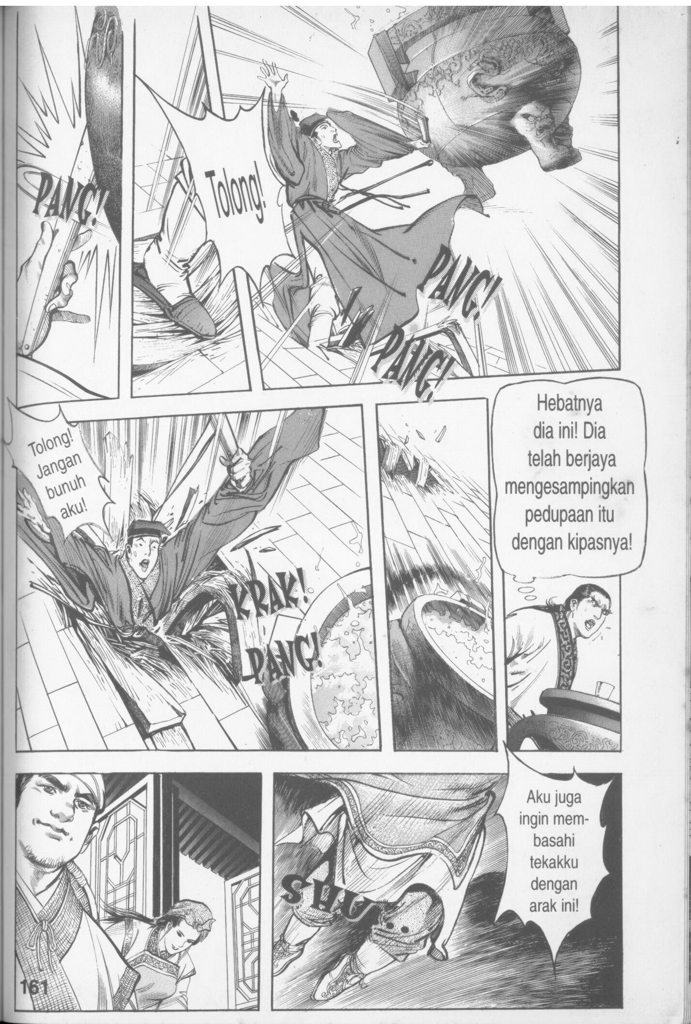 PANG!
Tolong!
PANG!
PANG!
Tolong!
Jangan
bunuh
aku!
KRAK!
PANG!
Hebatnya
dia ini! Dia
telah berjaya
mengesampingkan
pedupaan itu
dengan kipasnya!
SHU
Aku juga
ingin mem-
basahi
tekakku
dengan
arak ini!
161